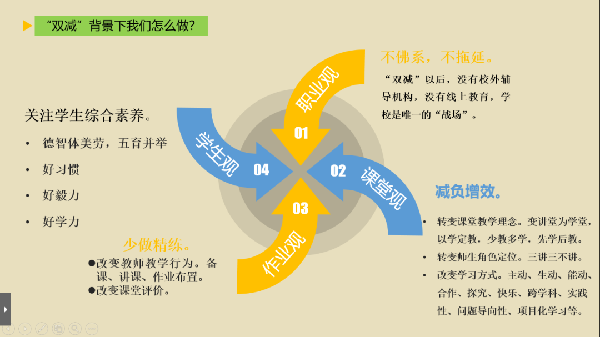 “双减”背景下我们怎么做?
职业观
01
不佛系，不拖延。
“双减”以后，没有校外辅
导机构，没有线上教育，学
校是唯一的“战场”。
课堂观
02
减负增效。
• 转变课堂教学理念。变讲堂为学堂，
以学定教，少教多学，先学后教。
• 转变师生角色定位。三讲三不讲。
• 改变学习方式。主动、生动、能动、
合作、探究、快乐、跨学科、实践
性、问题导向性、项目化学习等。
作业观
03
少做精练。
●改变教师教学行为。备
课、讲课、作业布置。
●改变课堂评价。
学生观
04
关注学生综合素养。
• 德智体美劳，五育并举
• 好习惯
• 好毅力
• 好学力